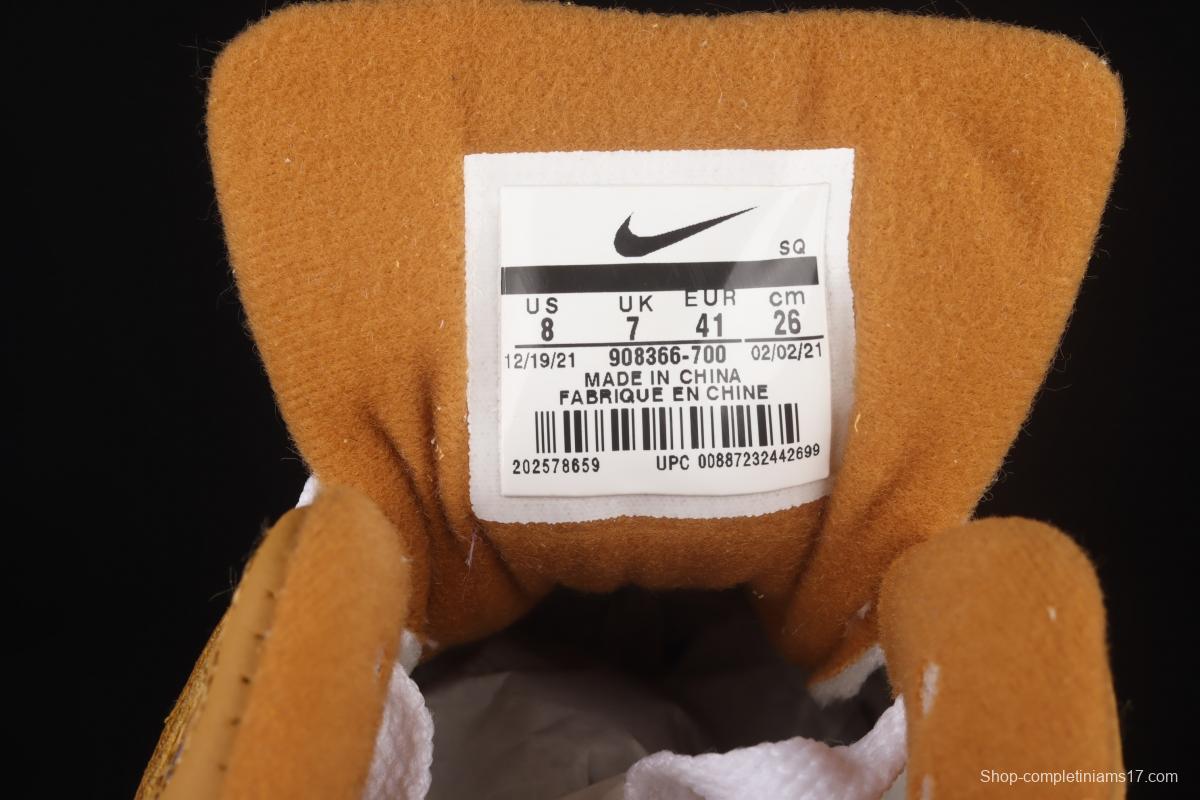 SQ
US UK EUR cm
8 7 41 26
12/19/21 908366-700 02/02/21
MADE IN CHINA
FABRIQUE EN CHINE
202578659 UPC 00887232442699
Shop-completiniams17.com